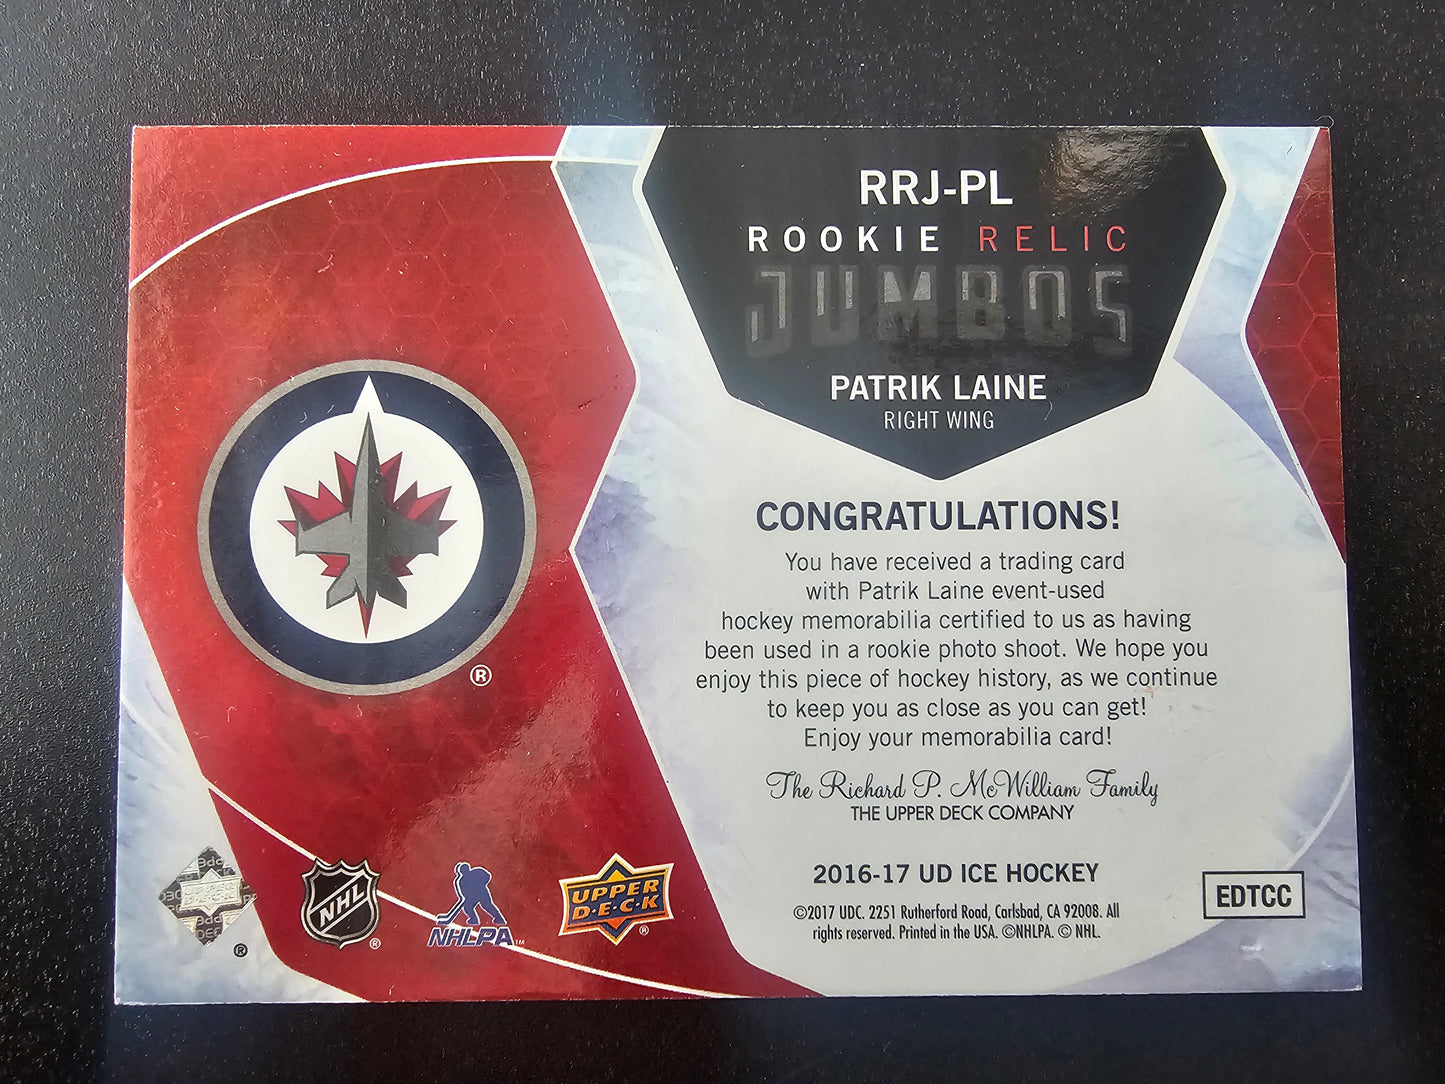 RRJ-PL
ROOKIE RELIC
JUMBOS
PATRIK LAINE
RIGHT WING
CONGRATULATIONS!
You have received a trading card
with Patrik Laine event-used
hockey memorabilia certified to us as having
been used in a rookie photo shoot. We hope you
enjoy this piece of hockey history, as we continue
to keep you as close as you can get!
Enjoy your memorabilia card!
The Richard P. McWilliam Family
THE UPPER DECK COMPANY
2016-17 UD ICE HOCKEY
©2017 UDC. 2251 Rutherford Road, Carlsbad, CA 92008. All
rights reserved. Printed in the USA. ©NHLPA. © NHL.
EDTCC
®
®
NHL
®
NHLPA™
UPPER
D·E·C·K
®